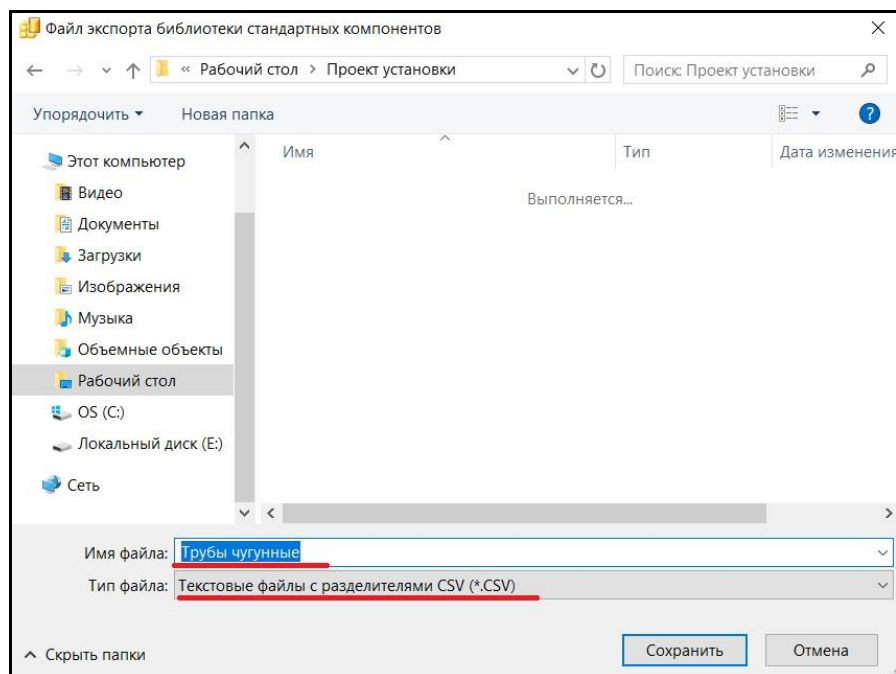 Файл экспорта библиотеки стандартных компонентов
« Рабочий стол > Проект установки
Поиск: Проект установки
Упорядочить
Новая папка
?
Имя
Тип
Дата изменения
Выполняется...
Этот компьютер
Видео
Документы
Загрузки
Изображения
Музыка
Объемные объекты
Рабочий стол
OS (C:)
Локальный диск (E:)
Сеть
Имя файла: Трубы чугунные
Тип файла: Текстовые файлы с разделителями CSV (*.CSV)
Скрыть папки
Сохранить
Отмена